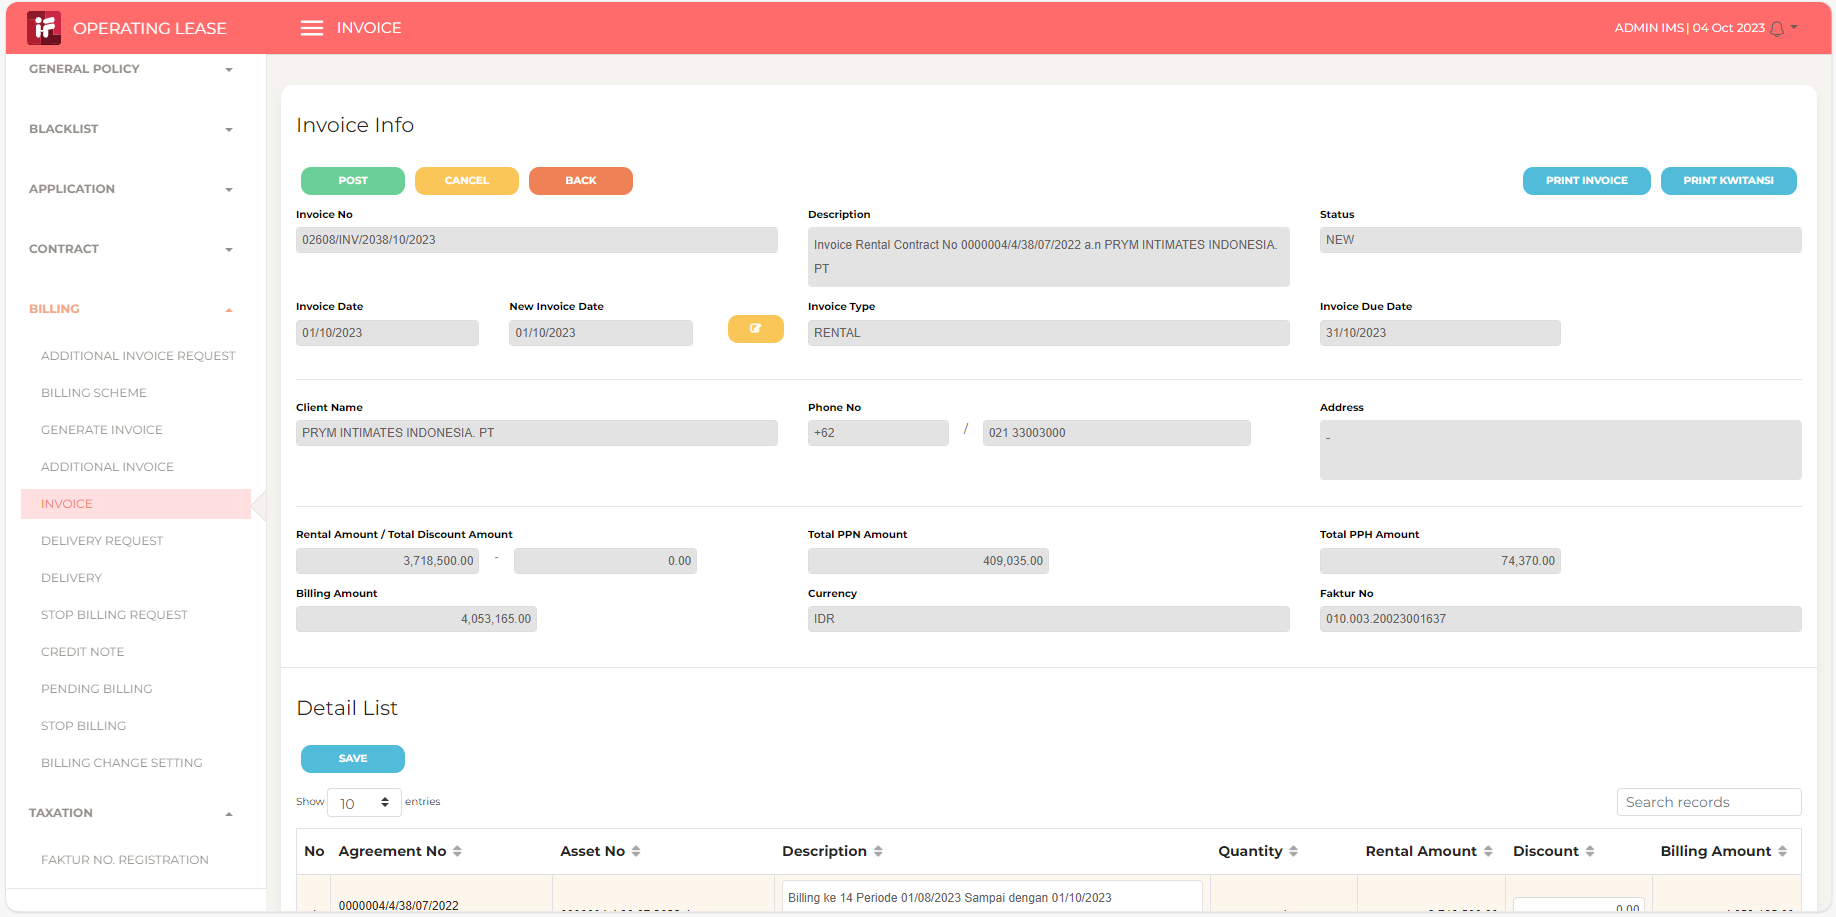 OPERATING LEASE
INVOICE
ADMIN IMS | 04 Oct 2023
GENERAL POLICY
BLACKLIST
APPLICATION
CONTRACT
BILLING
ADDITIONAL INVOICE REQUEST
BILLING SCHEME
GENERATE INVOICE
ADDITIONAL INVOICE
INVOICE
DELIVERY REQUEST
DELIVERY
STOP BILLING REQUEST
CREDIT NOTE
PENDING BILLING
STOP BILLING
BILLING CHANGE SETTING
TAXATION
FAKTUR NO. REGISTRATION
Invoice Info
POST CANCEL BACK PRINT INVOICE PRINT KWITANSI
Invoice No
02608/INV/2038/10/2023
Description
Invoice Rental Contract No 0000004/4/38/07/2022 a.n PRYM INTIMATES INDONESIA.
PT
Status
NEW
Invoice Date
01/10/2023
New Invoice Date
01/10/2023
Invoice Type
RENTAL
Invoice Due Date
31/10/2023
Client Name
PRYM INTIMATES INDONESIA. PT
Phone No
+62 / 021 33003000
Address
-
Rental Amount / Total Discount Amount
3,718,500.00 - 0.00
Total PPN Amount
409,035.00
Total PPH Amount
74,370.00
Billing Amount
4,053,165.00
Currency
IDR
Faktur No
010.003.20023001637
Detail List
SAVE
Show 10 entries
Search records
No Agreement No Asset No Description Quantity Rental Amount Discount Billing Amount
Billing ke 14 Periode 01/08/2023 Sampai dengan 01/10/2023
0000004/4/38/07/2022
0.00